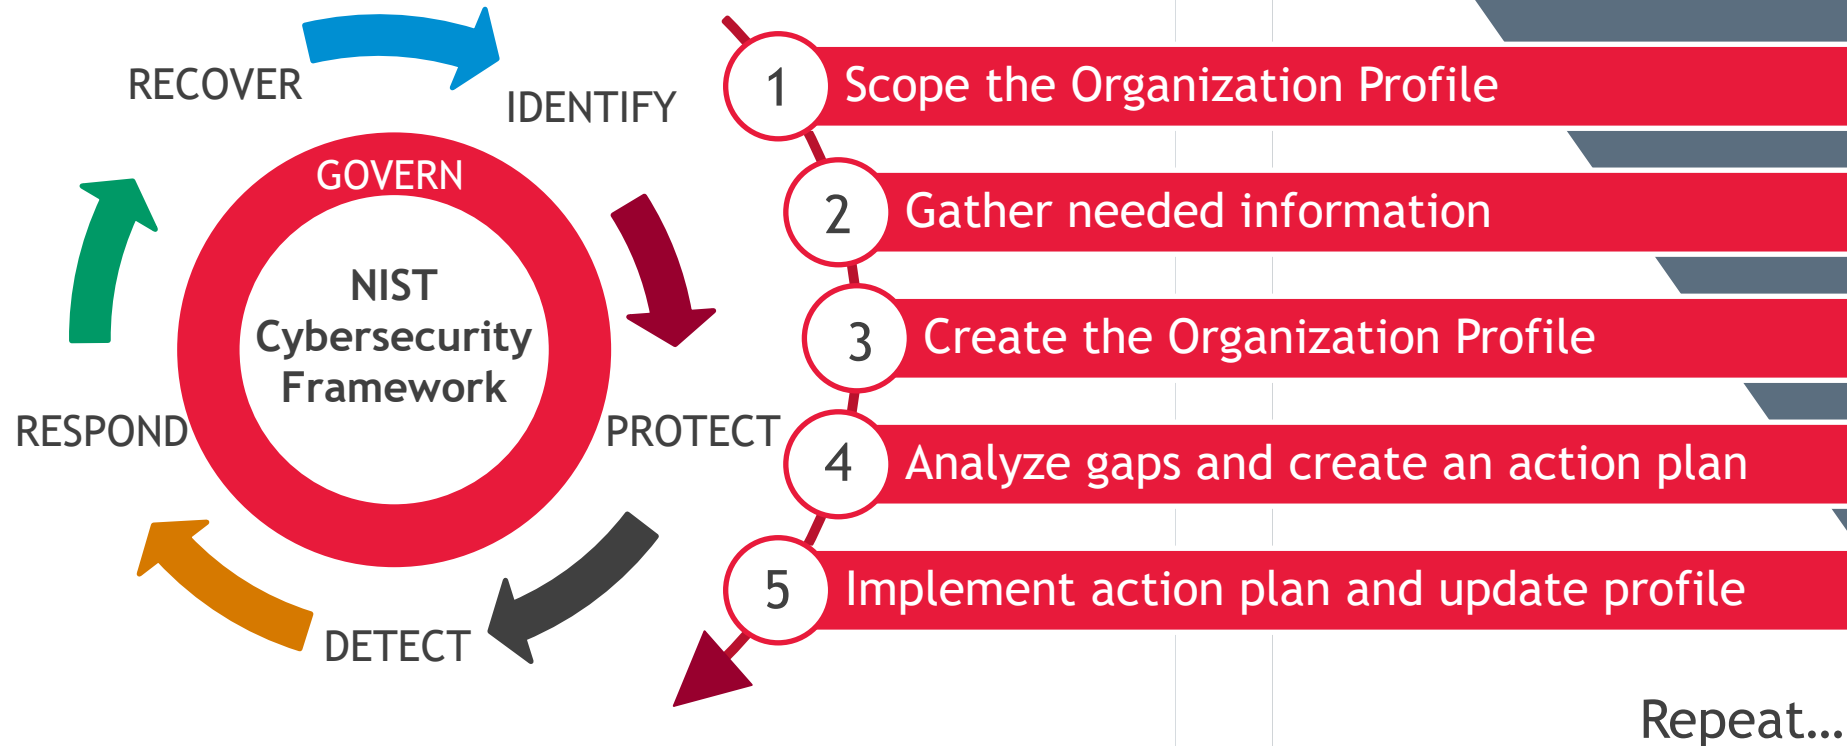 RECOVER
IDENTIFY
GOVERN
NIST
Cybersecurity
Framework
RESPOND
PROTECT
DETECT
1 Scope the Organization Profile
2 Gather needed information
3 Create the Organization Profile
4 Analyze gaps and create an action plan
5 Implement action plan and update profile
Repeat...